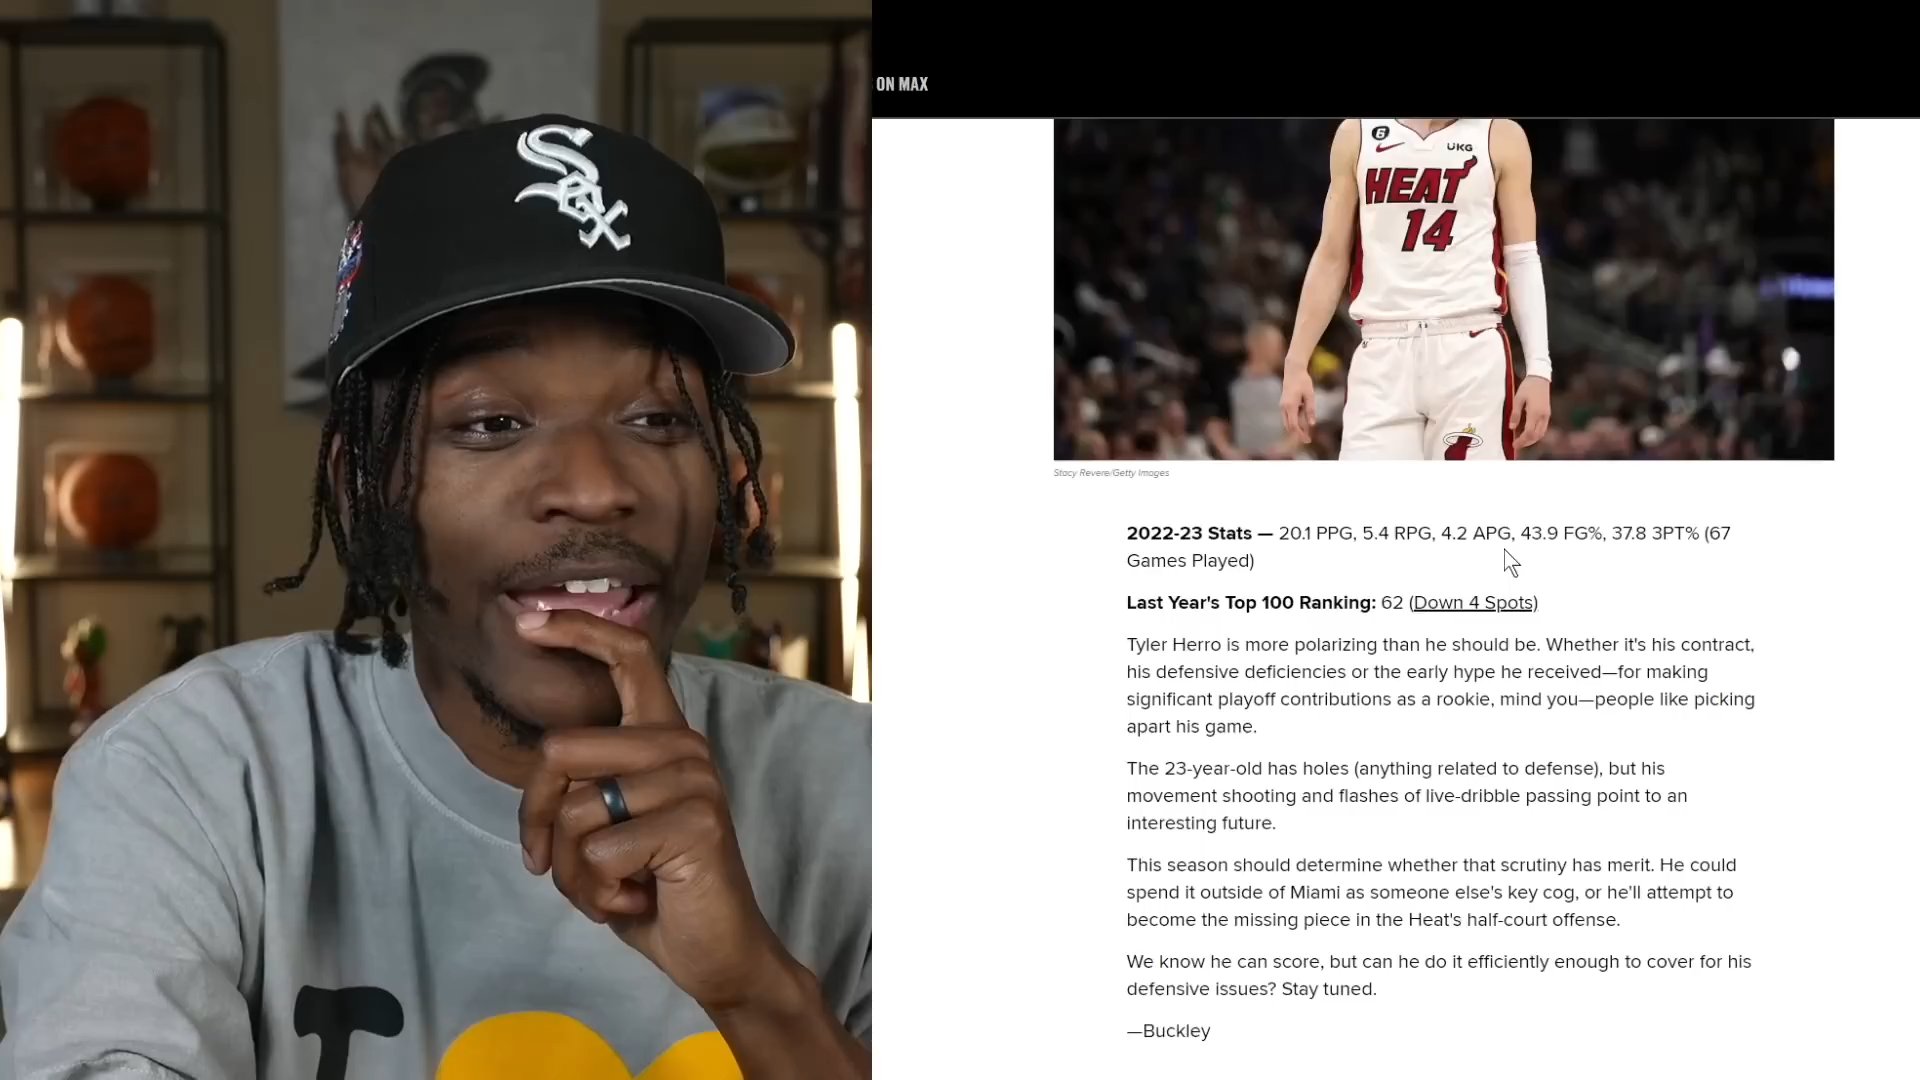 Sox
I
ON MAX
6
UKG
HEAT
14
Stacy Revere/Getty Images
2022-23 Stats — 20.1 PPG, 5.4 RPG, 4.2 APG, 43.9 FG%, 37.8 3PT% (67
Games Played)
Last Year's Top 100 Ranking: 62 (Down 4 Spots)
Tyler Herro is more polarizing than he should be. Whether it's his contract,
his defensive deficiencies or the early hype he received—for making
significant playoff contributions as a rookie, mind you—people like picking
apart his game.
The 23-year-old has holes (anything related to defense), but his
movement shooting and flashes of live-dribble passing point to an
interesting future.
This season should determine whether that scrutiny has merit. He could
spend it outside of Miami as someone else's key cog, or he'll attempt to
become the missing piece in the Heat's half-court offense.
We know he can score, but can he do it efficiently enough to cover for his
defensive issues? Stay tuned.
—Buckley